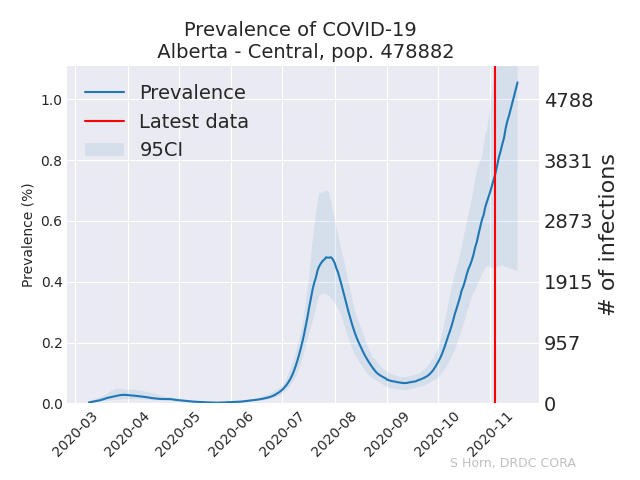 Prevalence of COVID-19
Alberta - Central, pop. 478882
Prevalence
Latest data
95CI
Prevalence (%)
1.0
0.8
0.6
0.4
0.2
0.0
4788
3831
2873
1915
957
0
# of infections
2020-03
2020-04
2020-05
2020-06
2020-07
2020-08
2020-09
2020-10
2020-11
S Horn, DRDC CORA